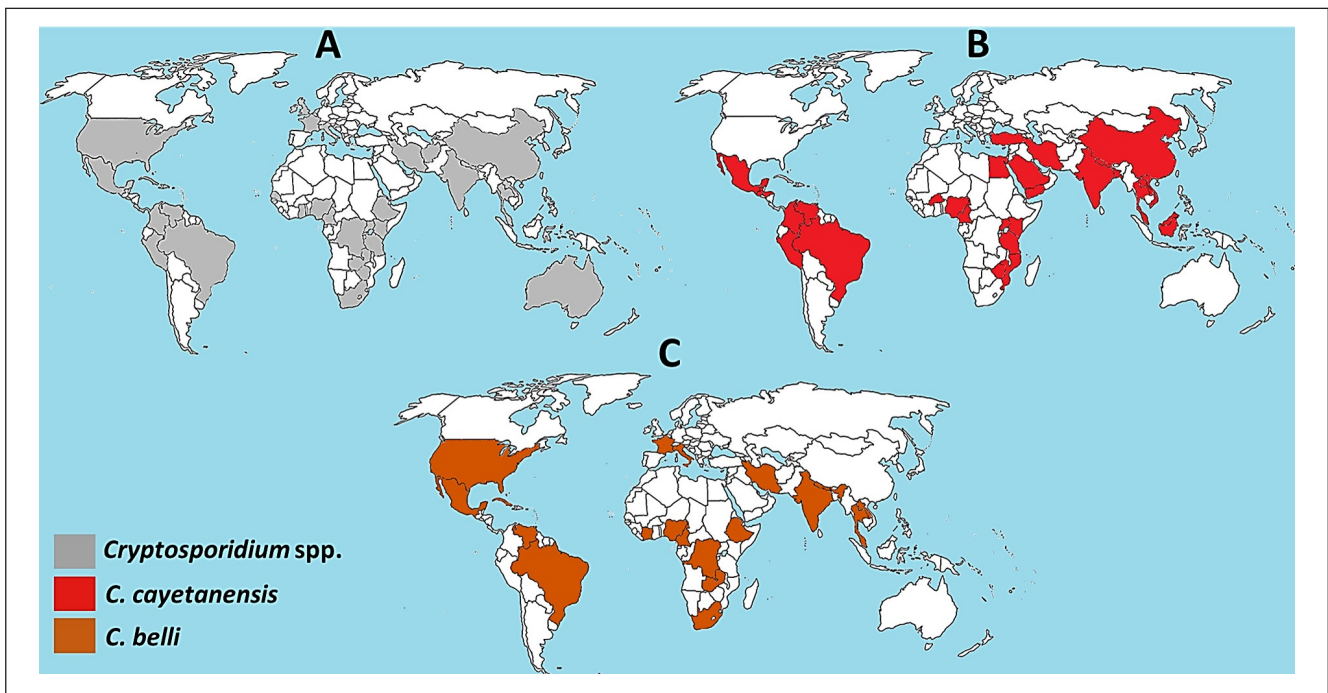 A
B
C
Cryptosporidium spp.
C. cayetanensis
C. belli